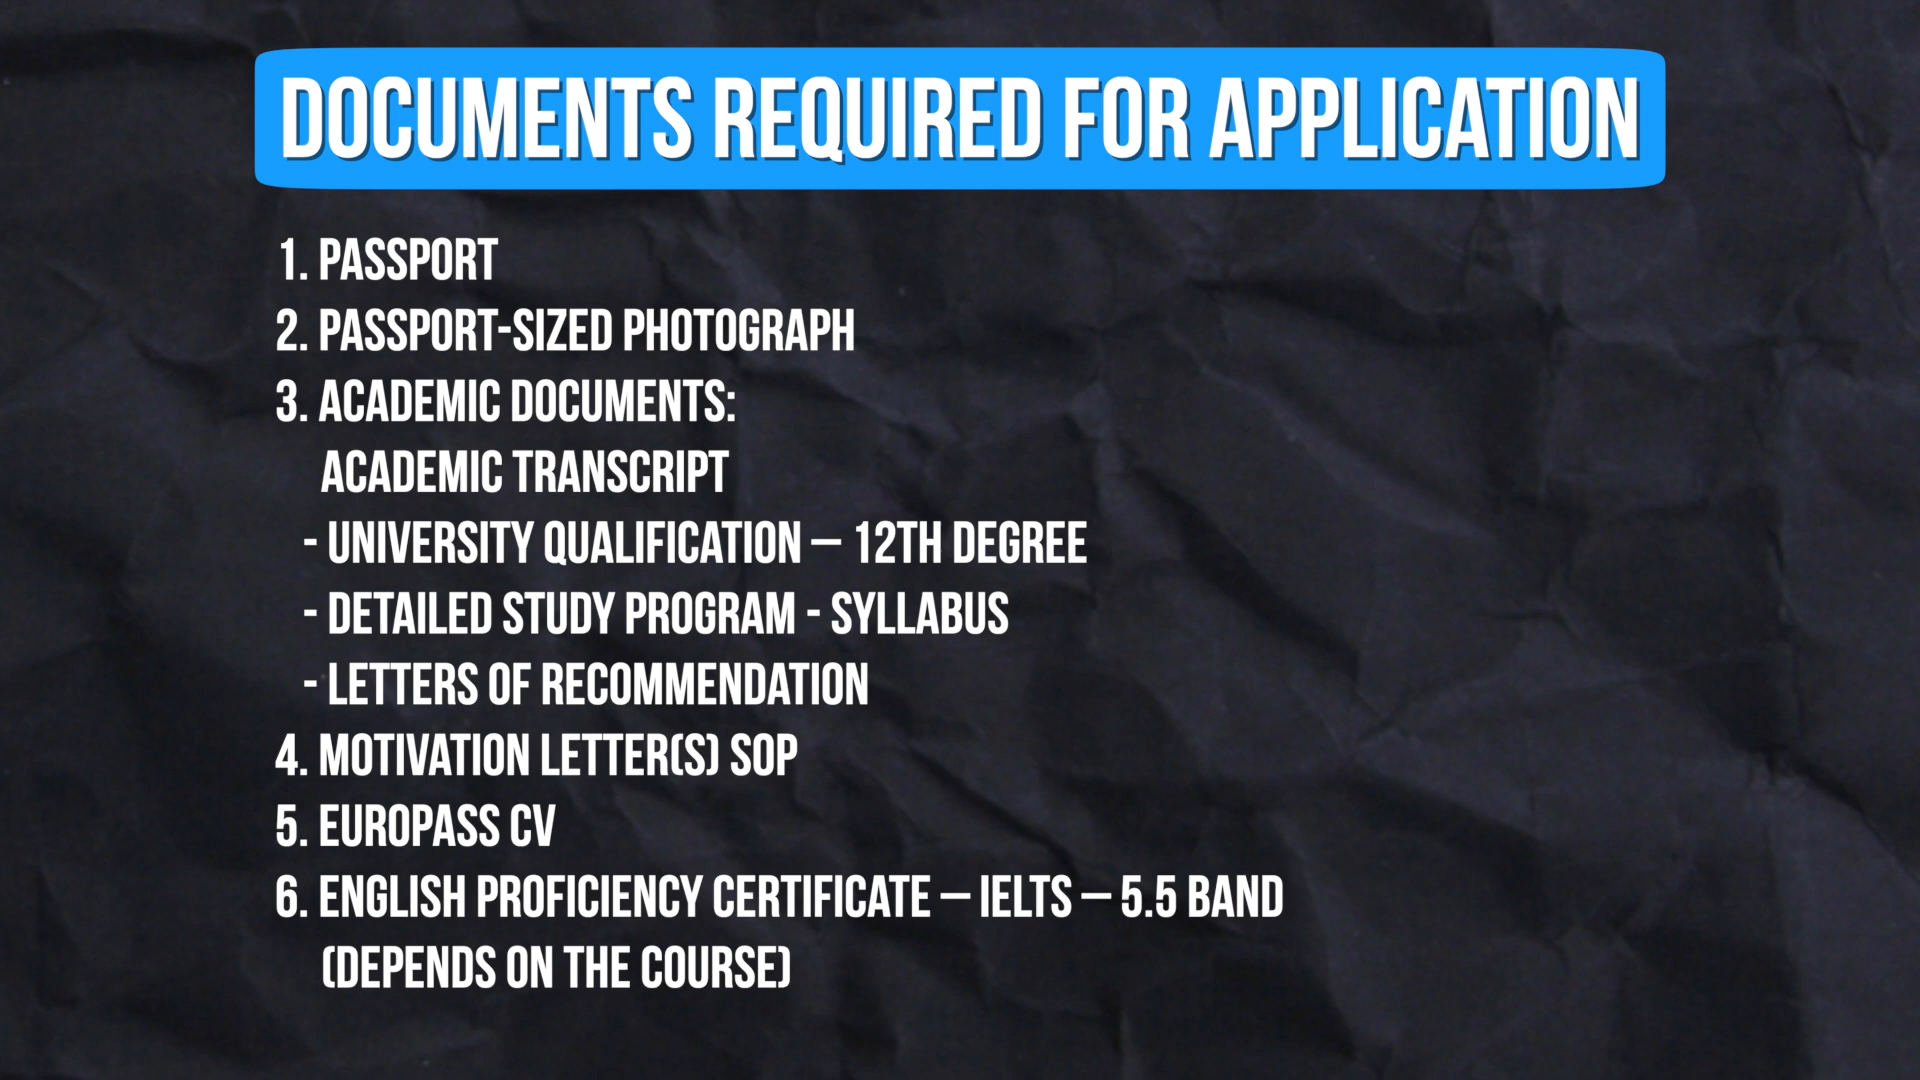 DOCUMENTS REQUIRED FOR APPLICATION
1. PASSPORT
2. PASSPORT-SIZED PHOTOGRAPH
3. ACADEMIC DOCUMENTS:
ACADEMIC TRANSCRIPT
- UNIVERSITY QUALIFICATION – 12TH DEGREE
- DETAILED STUDY PROGRAM - SYLLABUS
- LETTERS OF RECOMMENDATION
4. MOTIVATION LETTER(S) SOP
5. EUROPASS CV
6. ENGLISH PROFICIENCY CERTIFICATE – IELTS – 5.5 BAND
(DEPENDS ON THE COURSE)